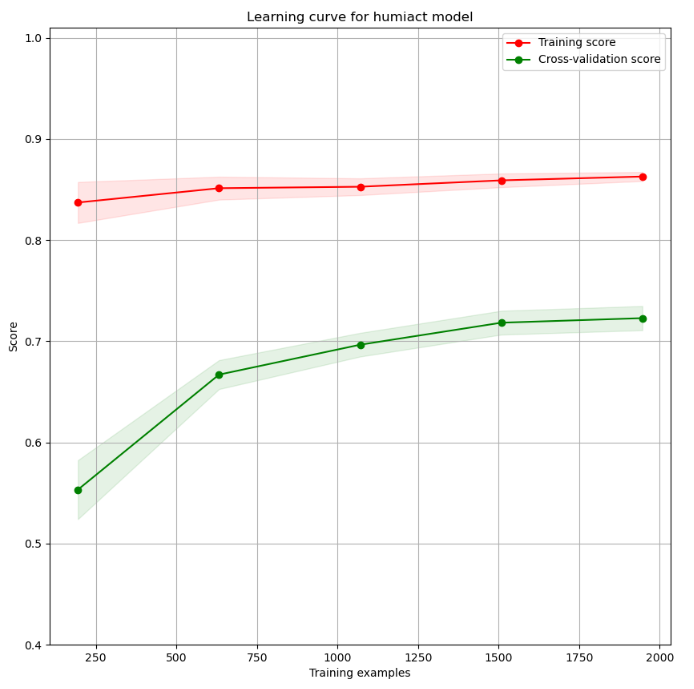 Learning curve for humiact model
Training score
Cross-validation score
1.0
0.9
0.8
0.7
0.6
0.5
0.4
Score
250 500 750 1000 1250 1500 1750 2000
Training examples